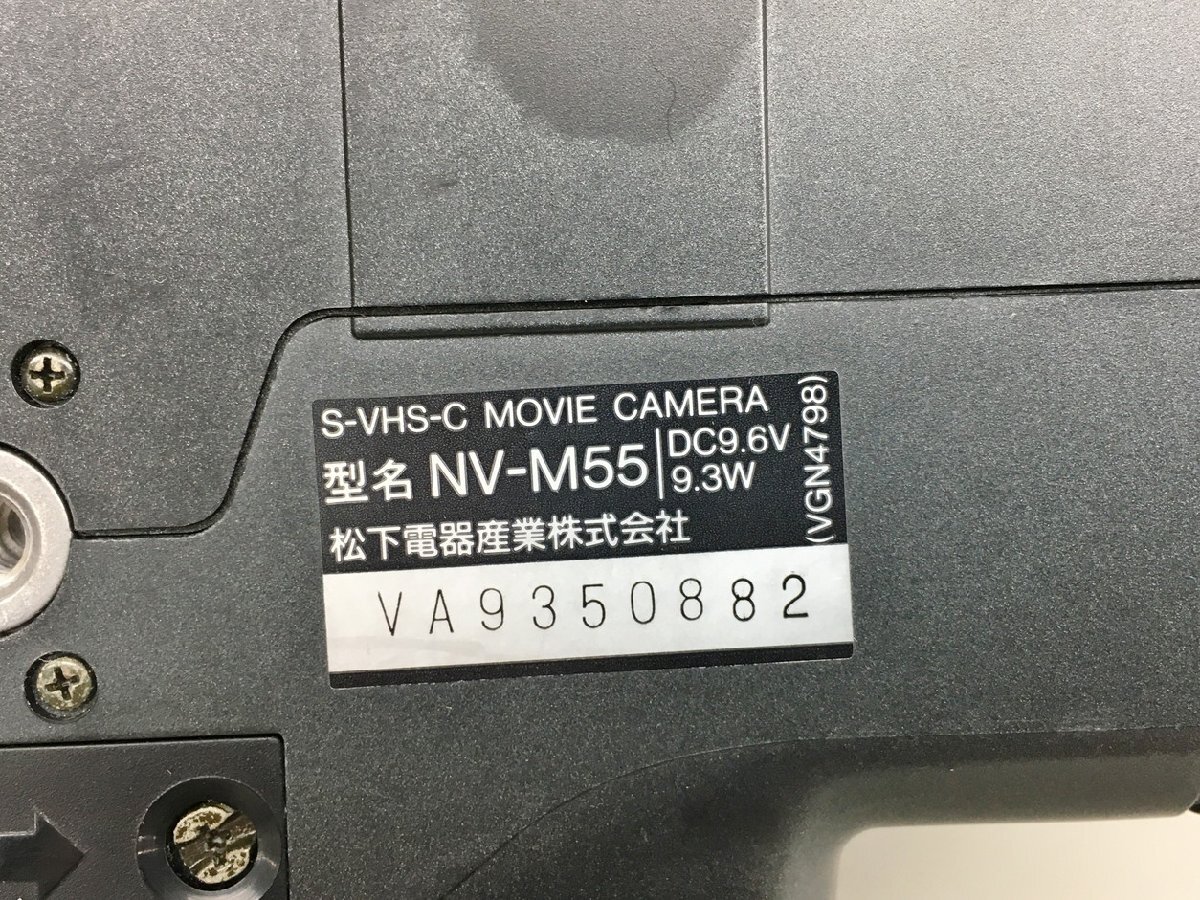 S-VHS-C MOVIE CAMERA
型名 NV-M55
DC9.6V
9.3W
(VGN4798)
松下電器産業株式会社
VA9350882